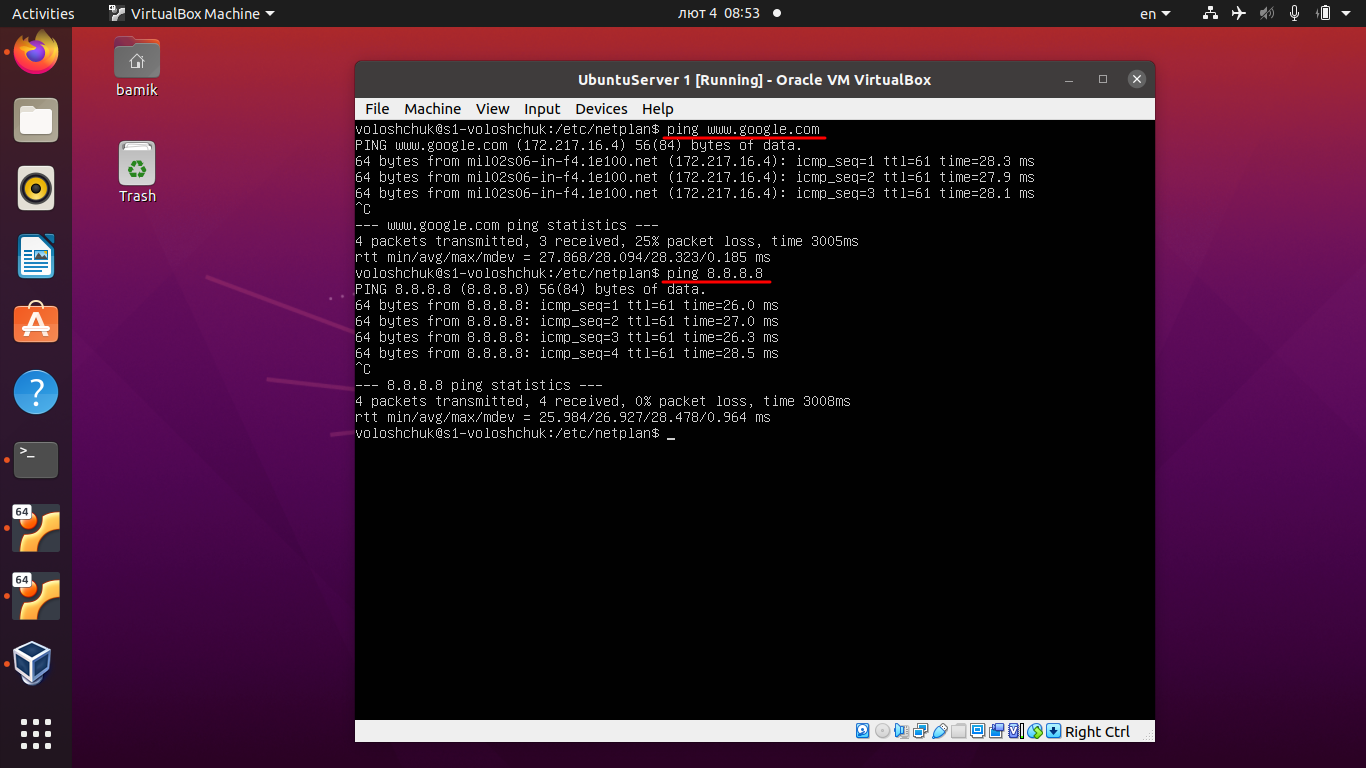 Activities
VirtualBox Machine
лют 4 08:53
en
bamik
Trash
64
64
UbuntuServer 1 [Running] - Oracle VM VirtualBox
File Machine View Input Devices Help
voloshchuk@s1-voloshchuk:/etc/netplan$ ping www.google.com
PING www.google.com (172.217.16.4) 56(84) bytes of data.
64 bytes from mil02s06-in-f4.1e100.net (172.217.16.4): icmp_seq=1 ttl=61 time=28.3 ms
64 bytes from mil02s06-in-f4.1e100.net (172.217.16.4): icmp_seq=2 ttl=61 time=27.9 ms
64 bytes from mil02s06-in-f4.1e100.net (172.217.16.4): icmp_seq=3 ttl=61 time=28.1 ms
^C
--- www.google.com ping statistics ---
4 packets transmitted, 3 received, 25% packet loss, time 3005ms
rtt min/avg/max/mdev = 27.868/28.094/28.323/0.185 ms
voloshchuk@s1-voloshchuk:/etc/netplan$ ping 8.8.8.8
PING 8.8.8.8 (8.8.8.8) 56(84) bytes of data.
64 bytes from 8.8.8.8: icmp_seq=1 ttl=61 time=26.0 ms
64 bytes from 8.8.8.8: icmp_seq=2 ttl=61 time=27.0 ms
64 bytes from 8.8.8.8: icmp_seq=3 ttl=61 time=26.3 ms
64 bytes from 8.8.8.8: icmp_seq=4 ttl=61 time=28.5 ms
^C
--- 8.8.8.8 ping statistics ---
4 packets transmitted, 4 received, 0% packet loss, time 3008ms
rtt min/avg/max/mdev = 25.984/26.927/28.478/0.964 ms
voloshchuk@s1-voloshchuk:/etc/netplan$ _
Right Ctrl